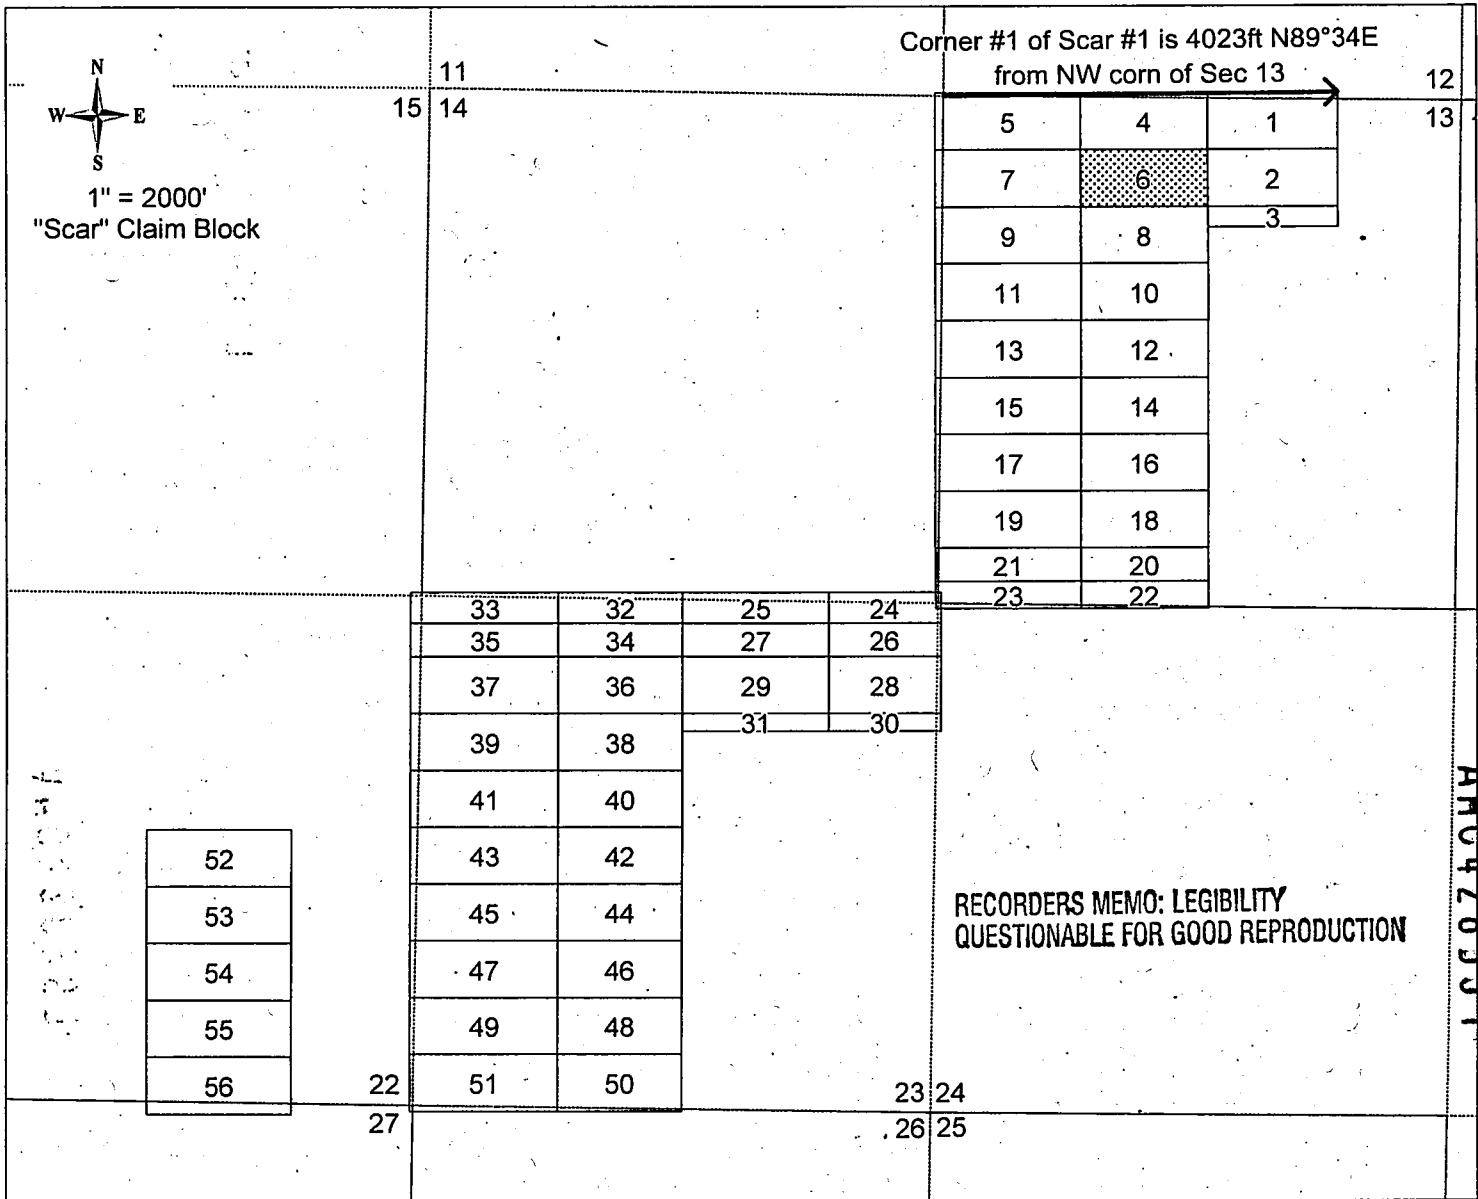 Corner #1 of Scar #1 is 4023ft N89°34E
from NW corn of Sec 13
N
W E
S
1" = 2000'
"Scar" Claim Block
11
12
15 14
13
5 4 1
7 6 2
3
9 8
11 10
13 12
15 14
17 16
19 18
21 20
23 22
33 32 25 24
35 34 27 26
37 36 29 28
31 30
39 38
41 40
43 42
45 44
47 46
49 48
51 50
52
53
54
55
56
22
27
23 24
26 25
RECORDERS MEMO: LEGIBILITY
QUESTIONABLE FOR GOOD REPRODUCTION